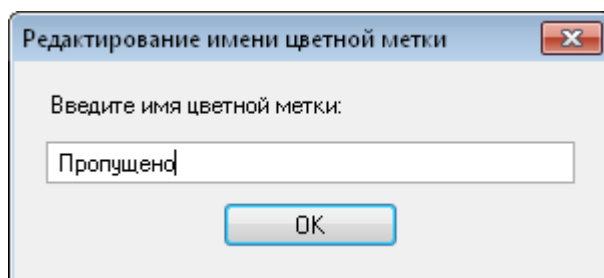 Редактирование имени цветной метки
Введите имя цветной метки:
Пропущено
OK